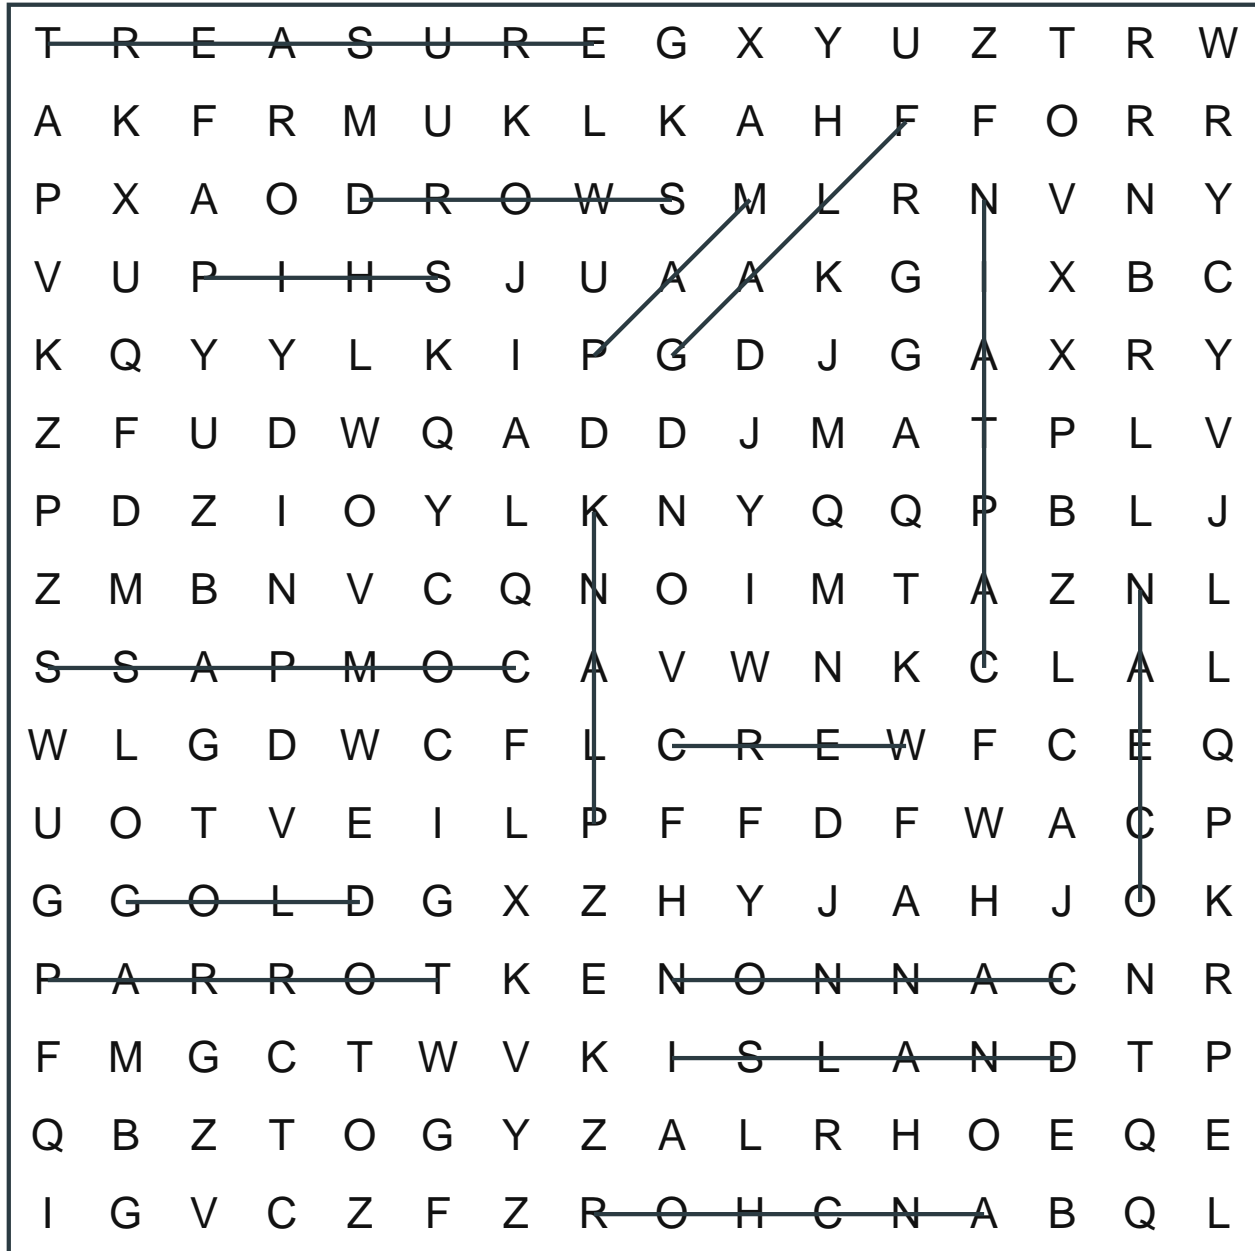 T R E A S U R E G X Y U Z T R W
A K F R M U K L K A H F F O R R
P X A O D R O W S M L R N V N Y
V U P I H S J U A A K G I X B C
K Q Y Y L K I P G D J G A X R Y
Z F U D W Q A D D J M A T P L V
P D Z I O Y L K N Y Q Q P B L J
Z M B N V C Q N O I M T A Z N L
S S A P M O C A V W N K C L A L
W L G D W C F L C R E W F C E Q
U O T V E I L P F F D F W A C P
G G O L D G X Z H Y J A H J O K
P A R R O T K E N O N N A C N R
F M G C T W V K I S L A N D T P
Q B Z T O G Y Z A L R H O E Q E
I G V C Z F Z R O H C N A B Q L